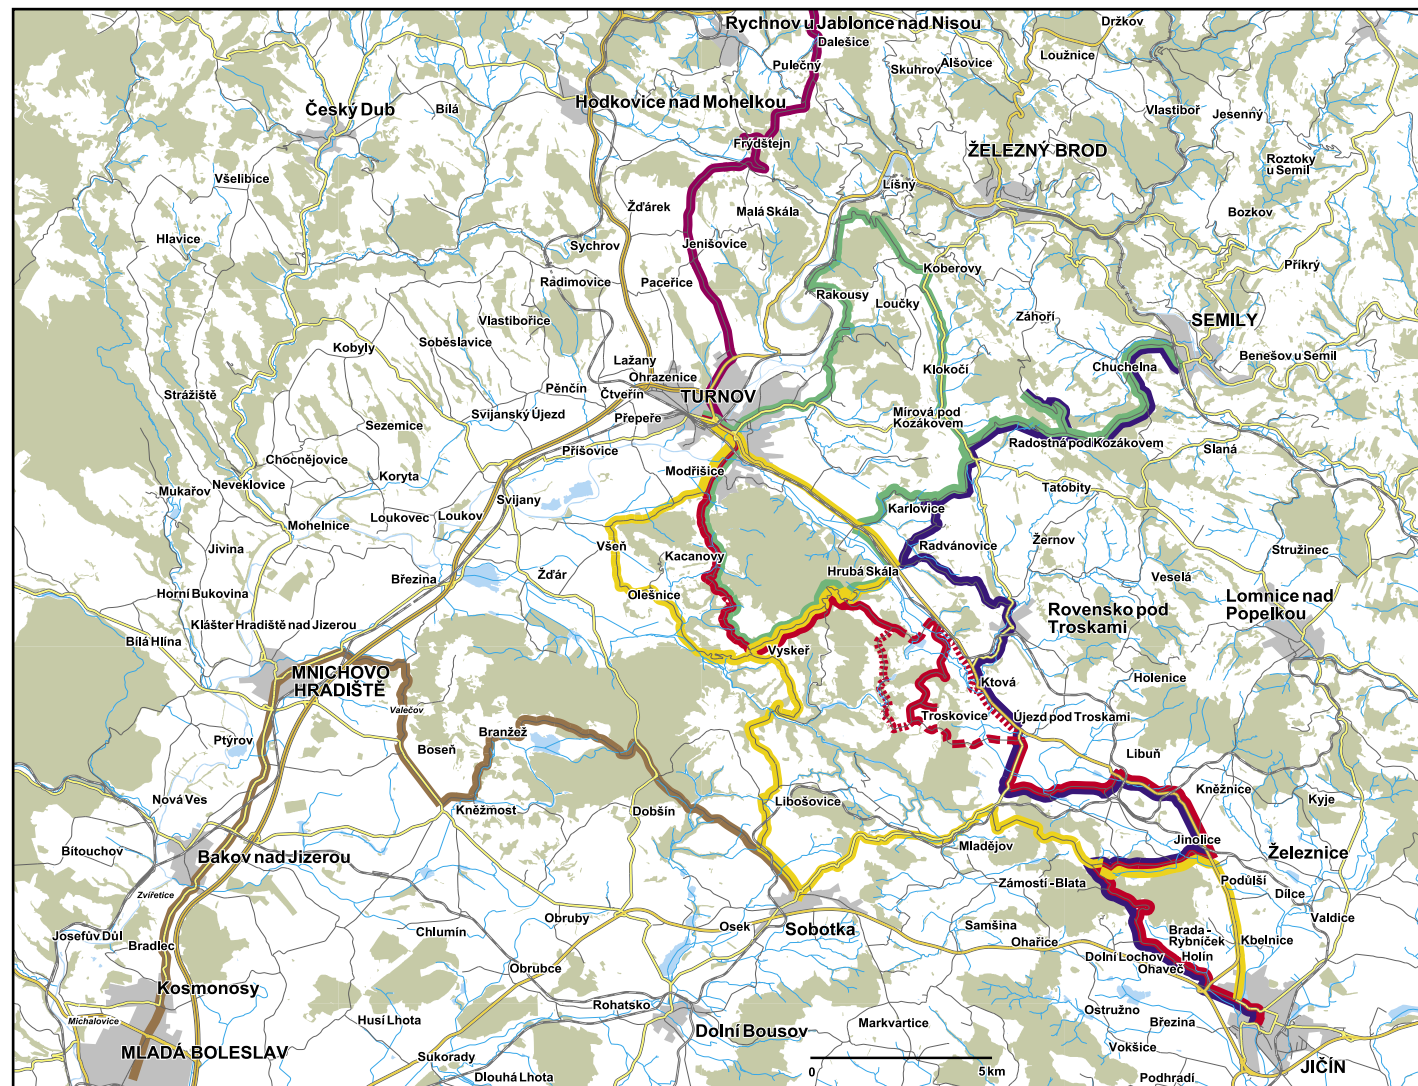 Rychnov u Jablonce nad Nisou
Držkov
Dalešice
Loužnice
Pulečný
Skuhrov
Alšovice
Český Dub
Bílá
Hodkovice nad Mohelkou
Vlastiboř
Jesenný
Frýdštejn
ŽELEZNÝ BROD
Roztoky
u Semil
Všelibice
Líšný
Žďárek
Malá Skála
Bozkov
Hlavice
Sychrov
Jenišovice
Příkrý
Koberovy
Radimovice
Paceřice
Rakousy
Loučky
Záhoří
SEMILY
Vlastibořice
Soběslavice
Kobyly
Lažany
Benešov u Semil
Chuchelna
Ohrazenice
Klokočí
Strážiště
Pěnčín
Čtveřín
TURNOV
Svijanský Újezd
Přepeře
Mírová pod
Kozákovem
Sezemice
Radostná pod Kozákovem
Příšovice
Slaná
Chocnějovice
Modřišice
Koryta
Neveklovice
Tatobity
Mukařov
Svijany
Karlovice
Mohelnice
Loukovec
Loukov
Radvánovice
Žernov
Jivina
Všeň
Kacanovy
Stružinec
Březina
Žďár
Hrubá Skála
Veselá
Horní Bukovina
Olešnice
Lomnice nad
Popelkou
Rovensko pod
Troskami
Klášter Hradiště nad Jizerou
Bílá Hlína
Vyskeř
MNICHOVO
HRADIŠTĚ
Ktová
Holenice
Valečov
Troskovice
Újezd pod Troskami
Ptýrov
Boseň
Branžež
Libuň
Nová Ves
Kněžmost
Dobšín
Libošovice
Kněžnice
Kyje
Bítouchov
Bakov nad Jizerou
Mladějov
Jinolice
Železnice
Zvířetice
Zámostí -Blata
Podůlší
Dílce
Obruby
Josefův Důl
Bradlec
Chlumín
Osek
Sobotka
Samšina
Ohařice
Brada -
Rybníček
Valdice
Kbelnice
Dolní Lochov
Holín
Ohaveč
Obrubce
Kosmonosy
Rohatsko
Ostružno
Michalovice
Husí Lhota
Dolní Bousov
Markvartice
Březina
MLADÁ BOLESLAV
Sukorady
Vokšice
JIČÍN
0
5 km
Dlouhá Lhota
Podhradí